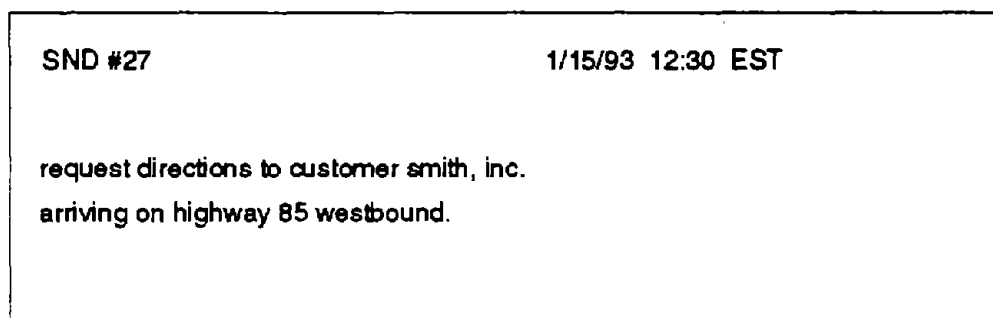 SND #27 1/15/93 12:30 EST
request directions to customer smith, inc.
arriving on highway 85 westbound.